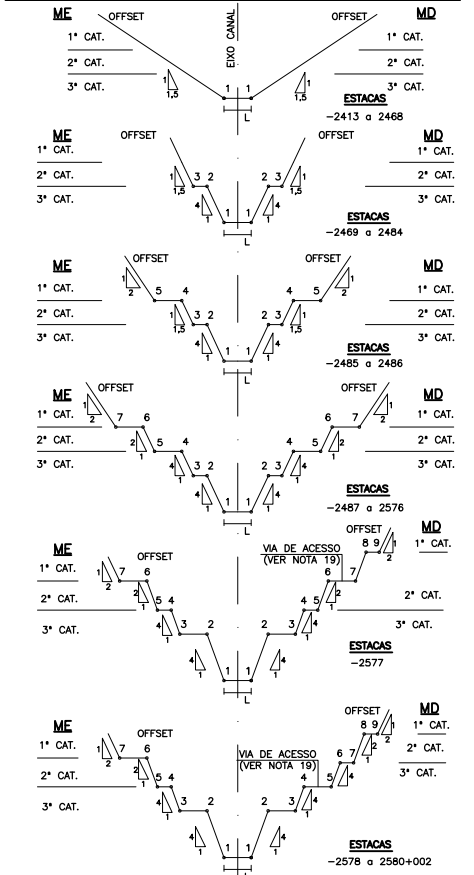 ME OFFSET EIXO CANAL OFFSET MD
1ª CAT. 1ª CAT.
2ª CAT. 2ª CAT.
3ª CAT. 1 1,5 1 1 1 1,5 3ª CAT.
L
ESTACAS
-2413 a 2468
ME OFFSET OFFSET MD
1ª CAT. 1ª CAT.
2ª CAT. 1 1,5 3 2 2 3 1 1,5 2ª CAT.
3ª CAT. 4 1 1 1 4 1 3ª CAT.
L
ESTACAS
-2469 a 2484
ME OFFSET OFFSET MD
1 2 1 2
1ª CAT. 5 4 4 5 1ª CAT.
2ª CAT. 1 1,5 3 2 2 3 1 1,5 2ª CAT.
3ª CAT. 4 1 1 1 4 1 3ª CAT.
L
ESTACAS
-2485 a 2486
ME OFFSET OFFSET MD
1 2 1 2
1ª CAT. 7 6 6 7 1ª CAT.
2ª CAT. 2 1 5 4 4 5 2 1 2ª CAT.
3ª CAT. 4 1 3 2 2 3 4 1 3ª CAT.
4 1 1 1 4 1
L
ESTACAS
-2487 a 2576
ME OFFSET OFFSET MD
VIA DE ACESSO
(VER NOTA 19)
8 9 1 2 1ª CAT.
1ª CAT. 1 2 7 6 6 7
2ª CAT. 2 1 5 4 4 5 2 1 2ª CAT.
3ª CAT. 4 1 3 2 2 3 4 1 3ª CAT.
4 1 1 1 1 4
L
ESTACAS
-2577
ME OFFSET OFFSET MD
8 9 1 2 1ª CAT.
1ª CAT. 1 2 7 6
VIA DE ACESSO
(VER NOTA 19)
6 7 2 1 2ª CAT.
2ª CAT. 2 1 5 4 4 5 4 1 3ª CAT.
3ª CAT. 4 1 3 2 2 3 4 1
4 1 1 1 1 4
L
ESTACAS
-2578 a 2580+002